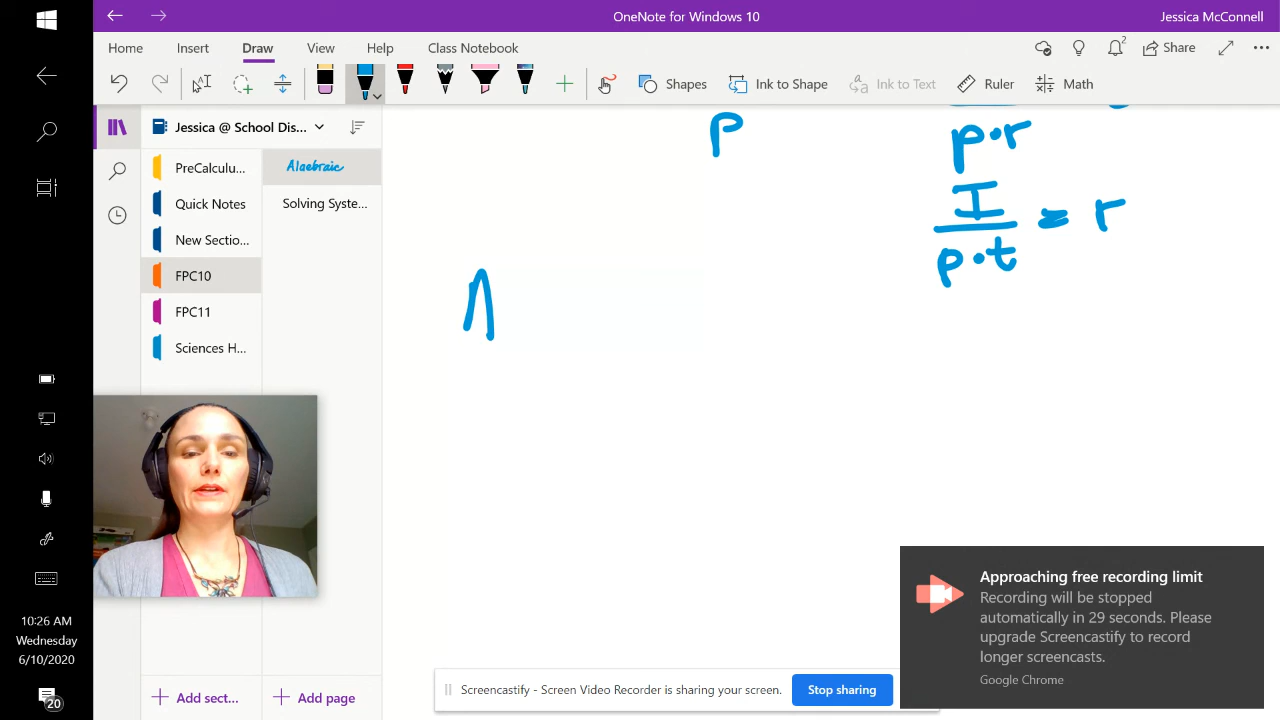 OneNote for Windows 10
Jessica McConnell
Home Insert Draw View Help Class Notebook
2 Share
Shapes Ink to Shape Ink to Text Ruler Math
Jessica @ School Dis...
PreCalculu...
Quick Notes
New Sectio...
FPC10
FPC11
Sciences H...
Algebraic
Solving Syste...
p
p·r
I = r
p·t
10:26 AM
Wednesday
6/10/2020
20
Add sect... Add page
Approaching free recording limit
Recording will be stopped
automatically in 29 seconds. Please
upgrade Screencastify to record
longer screencasts.
Google Chrome
Screencastify - Screen Video Recorder is sharing your screen. Stop sharing